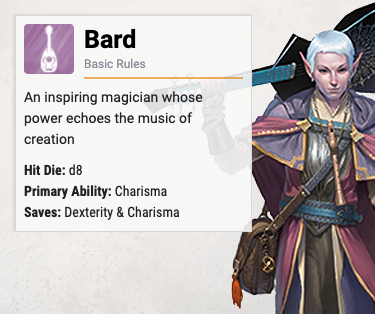 Bard
Basic Rules
An inspiring magician whose
power echoes the music of
creation
Hit Die: d8
Primary Ability: Charisma
Saves: Dexterity & Charisma